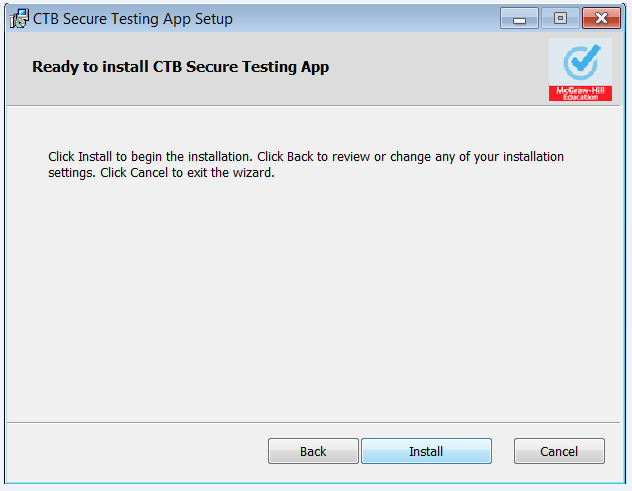 CTB Secure Testing App Setup
Ready to install CTB Secure Testing App
McGraw-Hill
Education
Click Install to begin the installation. Click Back to review or change any of your installation
settings. Click Cancel to exit the wizard.
Back
Install
Cancel